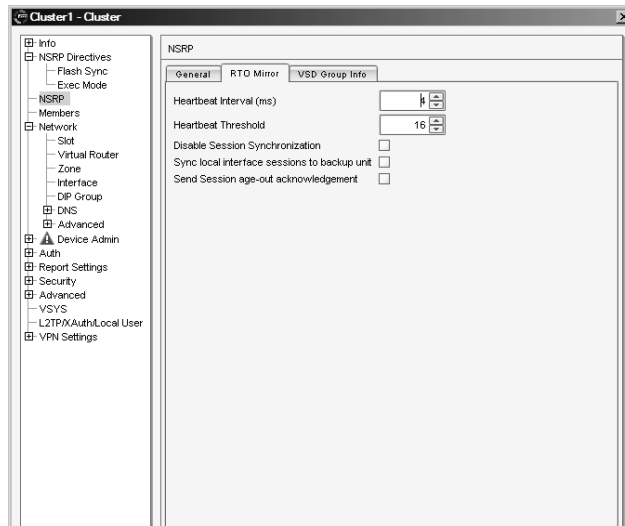 Cluster1 - Cluster
Info
NSRP Directives
Flash Sync
Exec Mode
NSRP
Members
Network
Slot
Virtual Router
Zone
Interface
DIP Group
DNS
Advanced
Device Admin
Auth
Report Settings
Security
Advanced
VSYS
L2TP/XAuth/Local User
VPN Settings
NSRP
General RTO Mirror VSD Group Info
Heartbeat Interval (ms) 4
Heartbeat Threshold 16
Disable Session Synchronization
Sync local interface sessions to backup unit
Send Session age-out acknowledgement